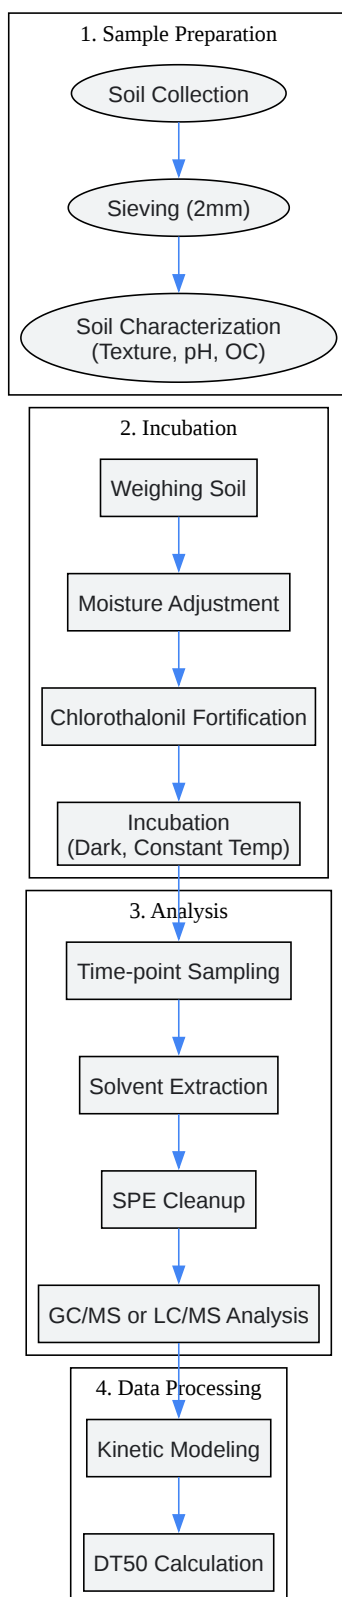 1. Sample Preparation
Soil Collection
Sieving (2mm)
Soil Characterization
(Texture, pH, OC)
2. Incubation
Weighing Soil
Moisture Adjustment
Chlorothalonil Fortification
Incubation
(Dark, Constant Temp)
3. Analysis
Time-point Sampling
Solvent Extraction
SPE Cleanup
GC/MS or LC/MS Analysis
4. Data Processing
Kinetic Modeling
DT50 Calculation